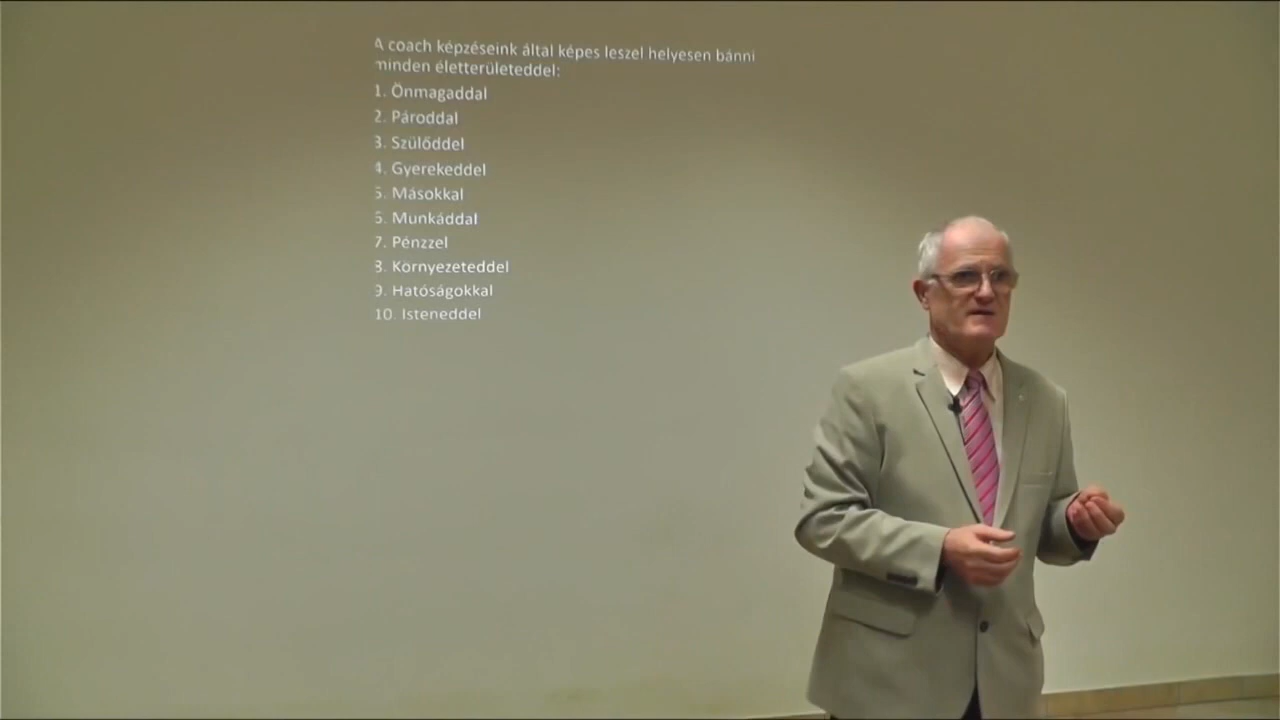 A coach képzéseink által képes leszel helyesen bánni
minden életterületeddel:
1. Önmagaddal
2. Pároddal
3. Szülőddel
4. Gyerekeddel
5. Másokkal
6. Munkáddal
7. Pénzzel
8. Környezeteddel
9. Hatóságokkal
10. Isteneddel